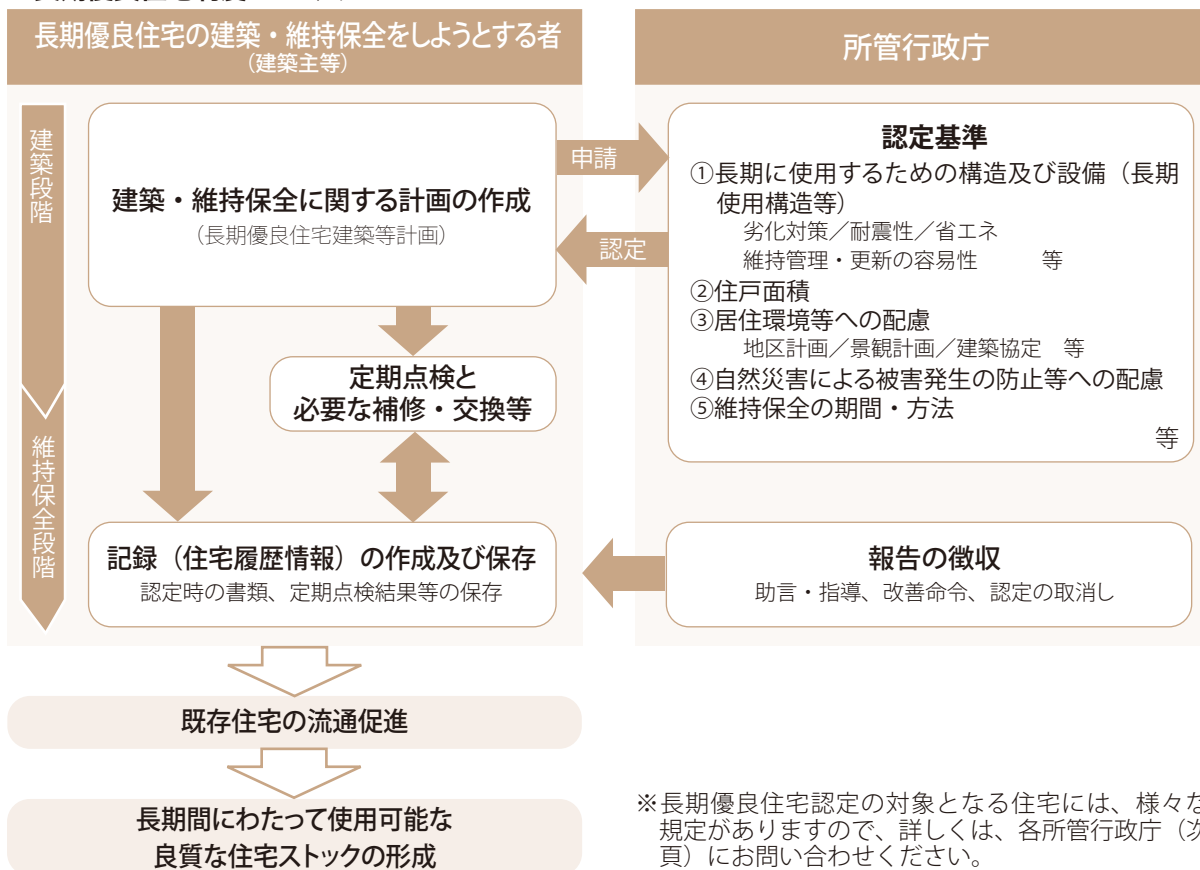 長期優良住宅の建築・維持保全をしようとする者
(建築主等)
所管行政庁
建築段階
維持保全段階
建築・維持保全に関する計画の作成
(長期優良住宅建築等計画)
申請
認定
認定基準
①長期に使用するための構造及び設備(長期
使用構造等)
劣化対策/耐震性/省エネ
維持管理・更新の容易性 等
②住戸面積
③居住環境等への配慮
地区計画/景観計画/建築協定 等
④自然災害による被害発生の防止等への配慮
⑤維持保全の期間・方法
等
定期点検と
必要な補修・交換等
記録(住宅履歴情報)の作成及び保存
認定時の書類、定期点検結果等の保存
報告の徴収
助言・指導、改善命令、認定の取消し
既存住宅の流通促進
長期間にわたって使用可能な
良質な住宅ストックの形成
※長期優良住宅認定の対象となる住宅には、様々な
規定がありますので、詳しくは、各所管行政庁(次
頁)にお問い合わせください。